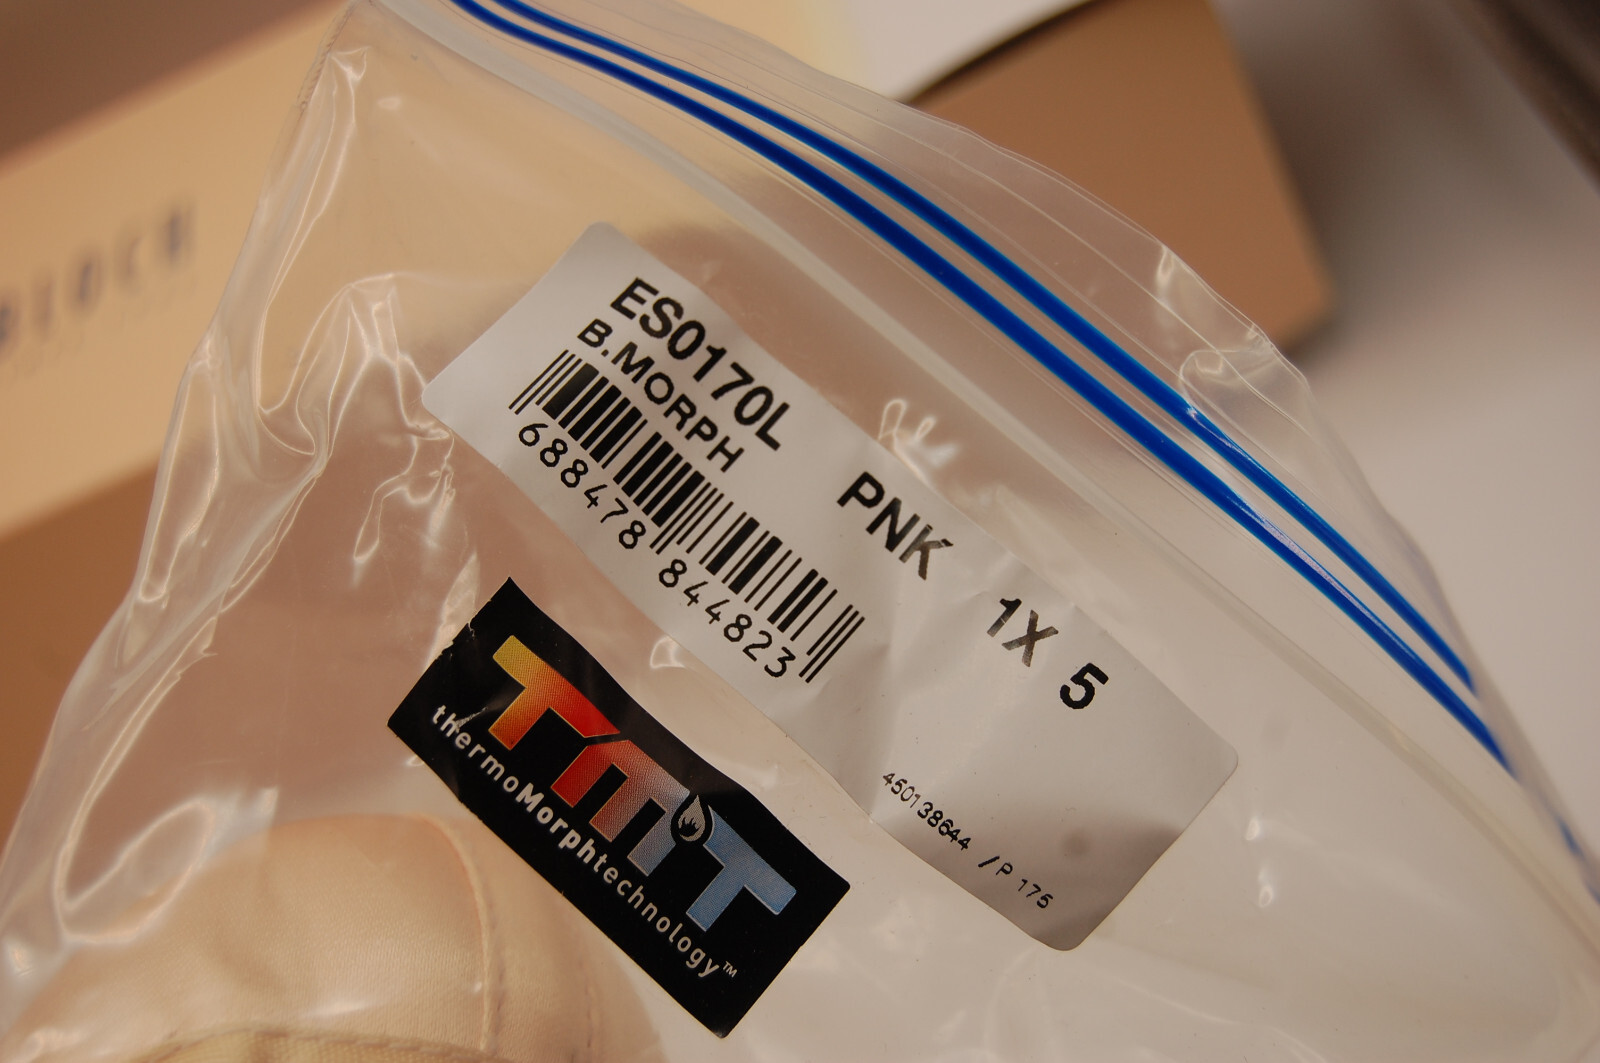 ES0170L PNK 1X 5
B.MORPH
688478 844823
450138644 / P 175
TMT
thermoMorphtechnology™